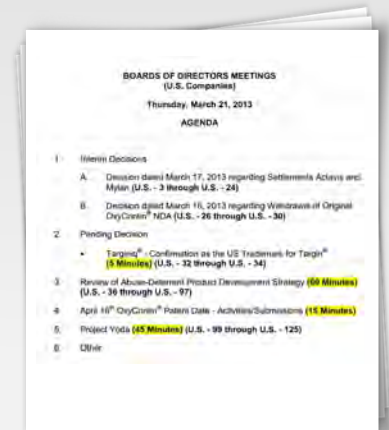 BOARDS OF DIRECTORS MEETINGS
(U.S. Companies)
Thursday, March 21, 2013
AGENDA
1. Interim Decisions
A. Decision dated March 17, 2013 regarding Settlements Actavis and
Mylan (U.S. - 3 through U.S. - 24)
B. Decision dated March 16, 2013 regarding Withdrawal of Original
OxyContin® NDA (U.S. - 26 through U.S. - 30)
2. Pending Decision
• Targiniq® - Confirmation as the US Trademark for Targin®
(5 Minutes) (U.S. - 32 through U.S. - 34)
3. Review of Abuse-Deterrent Product Development Strategy (60 Minutes)
(U.S. - 36 through U.S. - 97)
4. April 16th OxyContin® Patent Date - Activities/Submissions (15 Minutes)
5. Project Yoda (45 Minutes) (U.S. - 99 through U.S. - 125)
6. Other